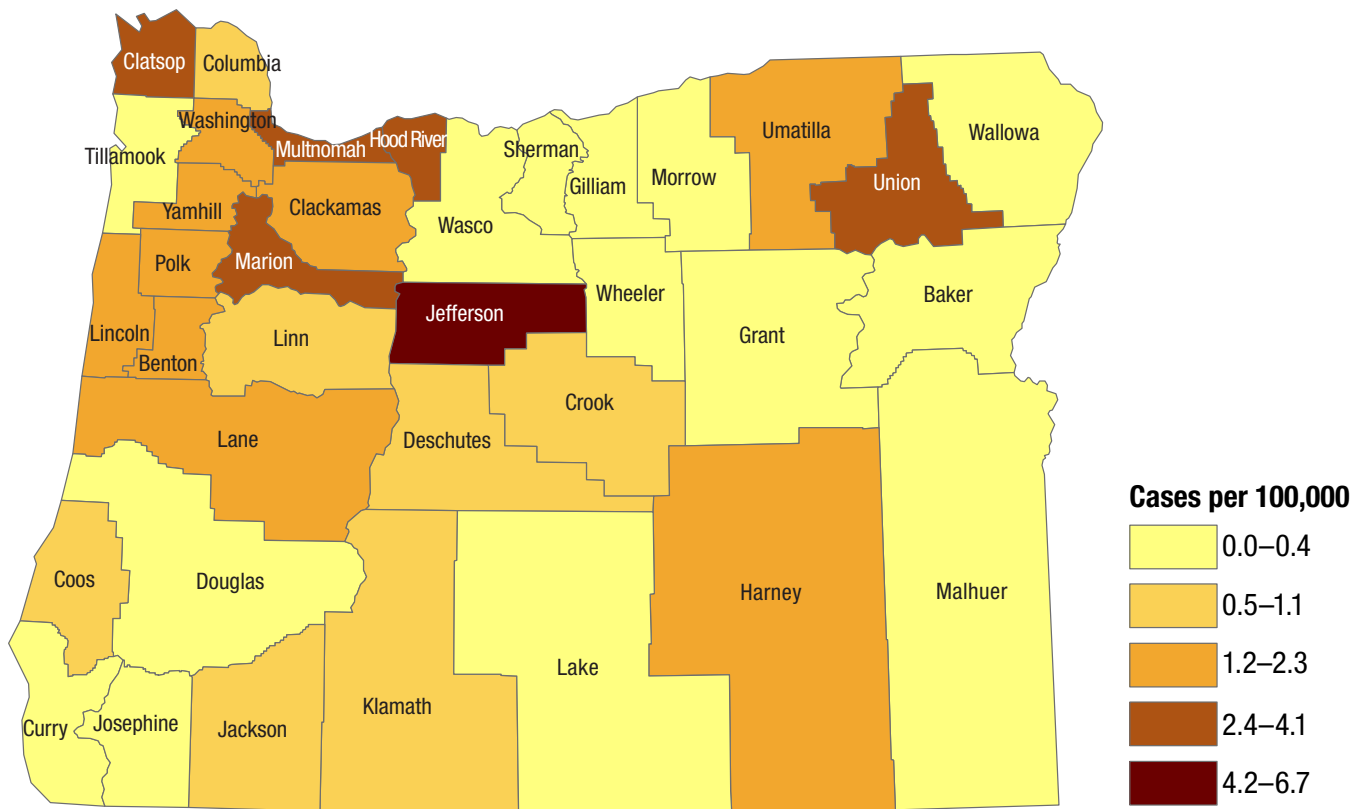 Clatsop
Columbia
Washington
Tillamook
Multnomah
Hood River
Sherman
Gilliam
Morrow
Umatilla
Wallowa
Union
Yamhill
Clackamas
Wasco
Polk
Marion
Wheeler
Baker
Jefferson
Grant
Lincoln
Benton
Linn
Crook
Lane
Deschutes
Coos
Douglas
Harney
Malhuer
Lake
Klamath
Curry
Josephine
Jackson
Cases per 100,000
0.0–0.4
0.5–1.1
1.2–2.3
2.4–4.1
4.2–6.7